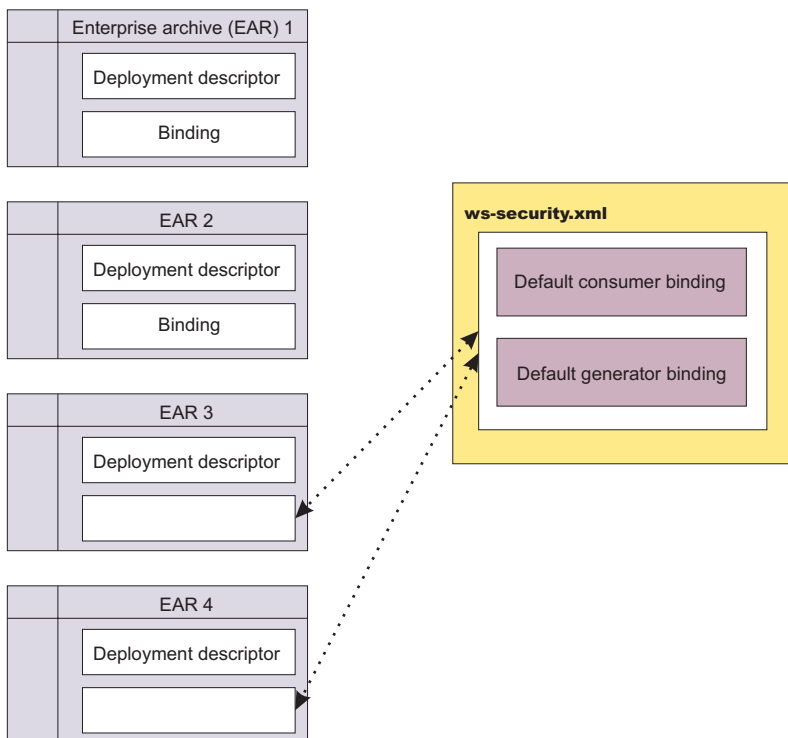 Enterprise archive (EAR) 1
Deployment descriptor
Binding
EAR 2
Deployment descriptor
Binding
EAR 3
Deployment descriptor
EAR 4
Deployment descriptor
ws-security.xml
Default consumer binding
Default generator binding